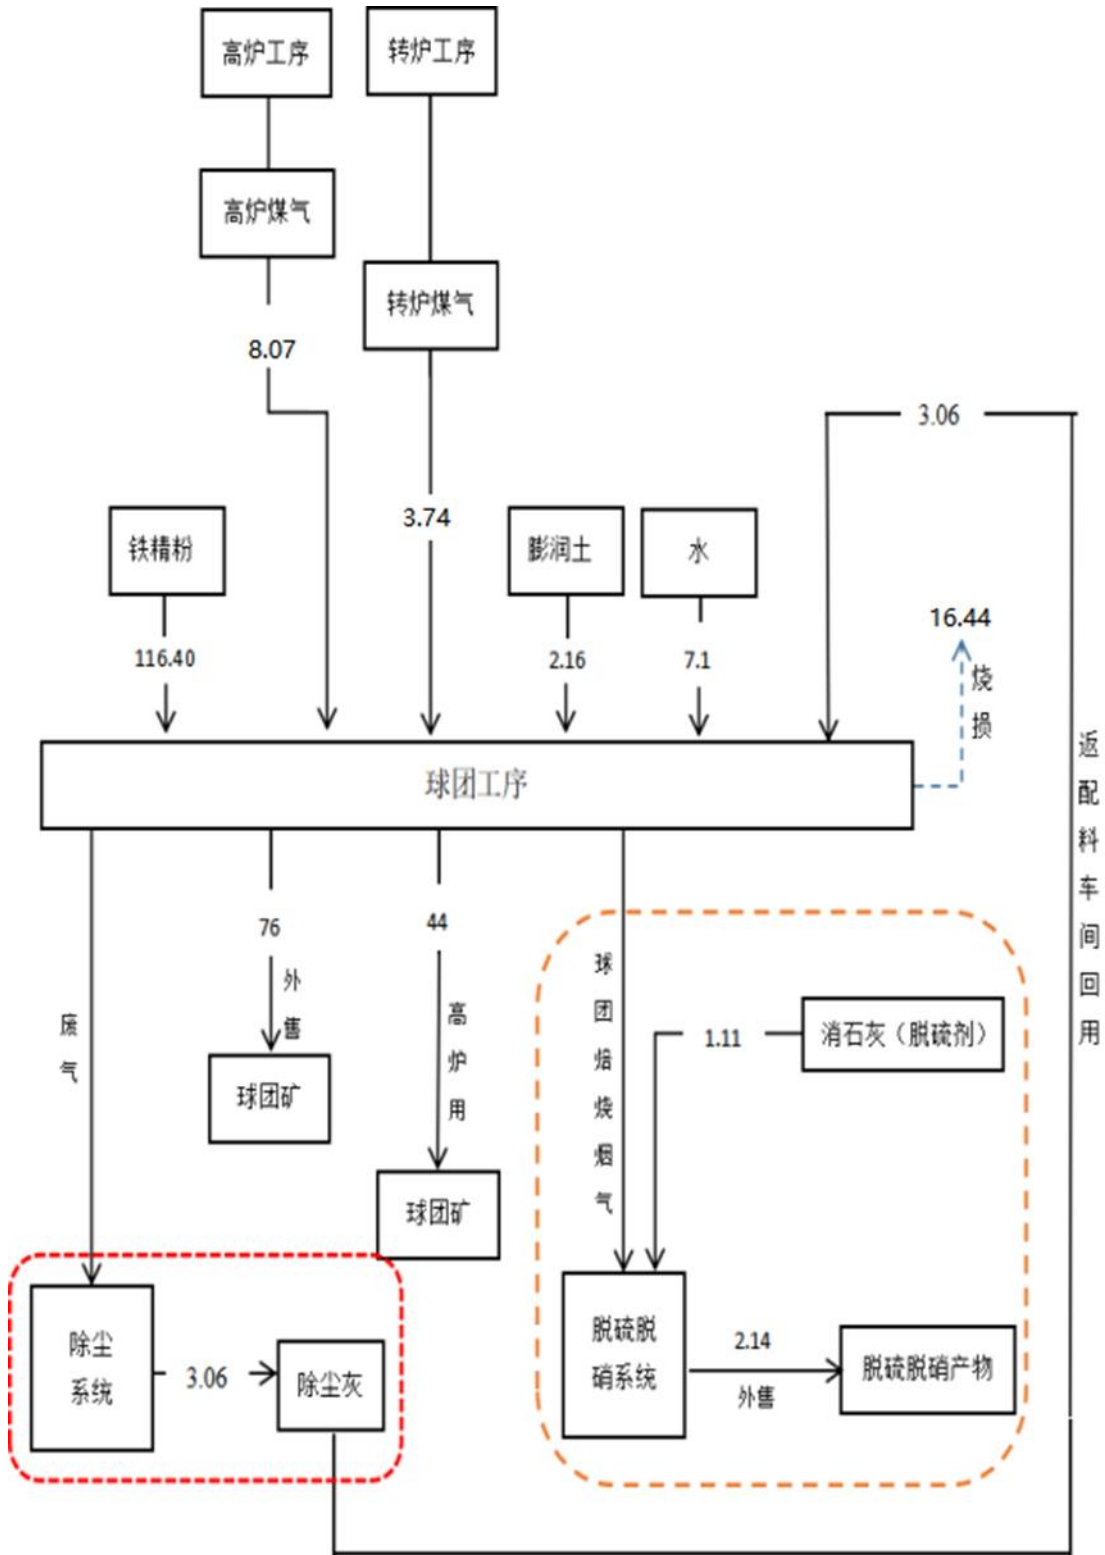 高炉工序
转炉工序
高炉煤气
转炉煤气
8.07
3.06
3.74
铁精粉
膨润土
水
16.44
116.40
2.16
7.1
烧损
球团工序
返配料车间回用
76
44
外售
高炉用
废气
球团焙烧烟气
1.11
消石灰（脱硫剂）
球团矿
球团矿
除尘
系统
3.06
除尘灰
脱硫脱
硝系统
2.14
外售
脱硫脱硝产物